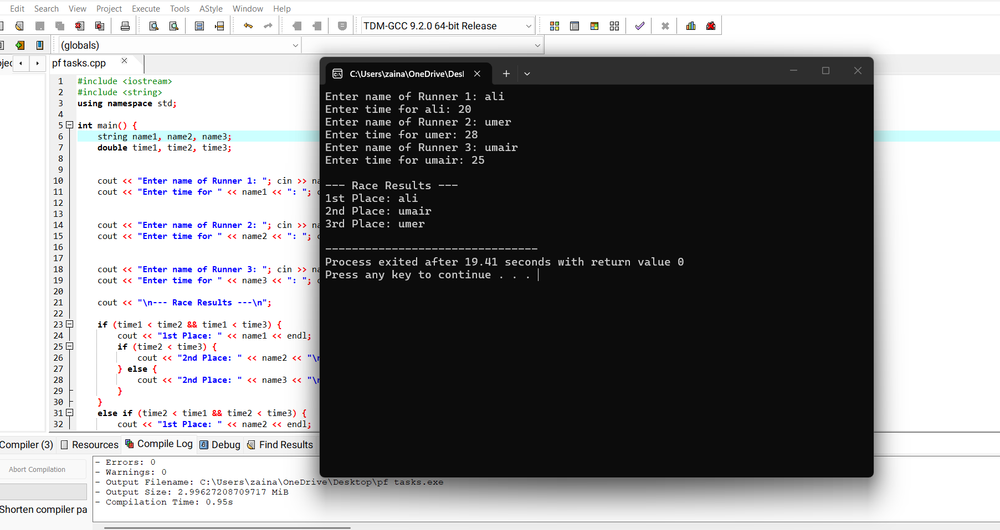 Edit Search View Project Execute Tools AStyle Window Help
TDM-GCC 9.2.0 64-bit Release
(globals)
pf tasks.cpp
1 #include <iostream>
2 #include <string>
3 using namespace std;
4
5 int main() {
6 string name1, name2, name3;
7 double time1, time2, time3;
8
9
10 cout << "Enter name of Runner 1: "; cin >> na
11 cout << "Enter time for " << name1 << ": "; c
12
13
14 cout << "Enter name of Runner 2: "; cin >> na
15 cout << "Enter time for " << name2 << ": "; c
16
17
18 cout << "Enter name of Runner 3: "; cin >> na
19 cout << "Enter time for " << name3 << ": "; c
20
21 cout << "\n--- Race Results ---\n";
22
23 if (time1 < time2 && time1 < time3) {
24 cout << "1st Place: " << name1 << endl;
25 if (time2 < time3) {
26 cout << "2nd Place: " << name2 << "\n
27 } else {
28 cout << "2nd Place: " << name3 << "\n
29 }
30 }
31 else if (time2 < time1 && time2 < time3) {
32 cout << "1st Place: " << name2 << endl;
C:\Users\zaina\OneDrive\Des
Enter name of Runner 1: ali
Enter time for ali: 20
Enter name of Runner 2: umer
Enter time for umer: 28
Enter name of Runner 3: umair
Enter time for umair: 25
--- Race Results ---
1st Place: ali
2nd Place: umair
3rd Place: umer
--------------------------------
Process exited after 19.41 seconds with return value 0
Press any key to continue . . .
Compiler (3) Resources Compile Log Debug Find Results
Abort Compilation
Shorten compiler pa
- Errors: 0
- Warnings: 0
- Output Filename: C:\Users\zaina\OneDrive\Desktop\pf tasks.exe
- Output Size: 2.99627208709717 MiB
- Compilation Time: 0.95s